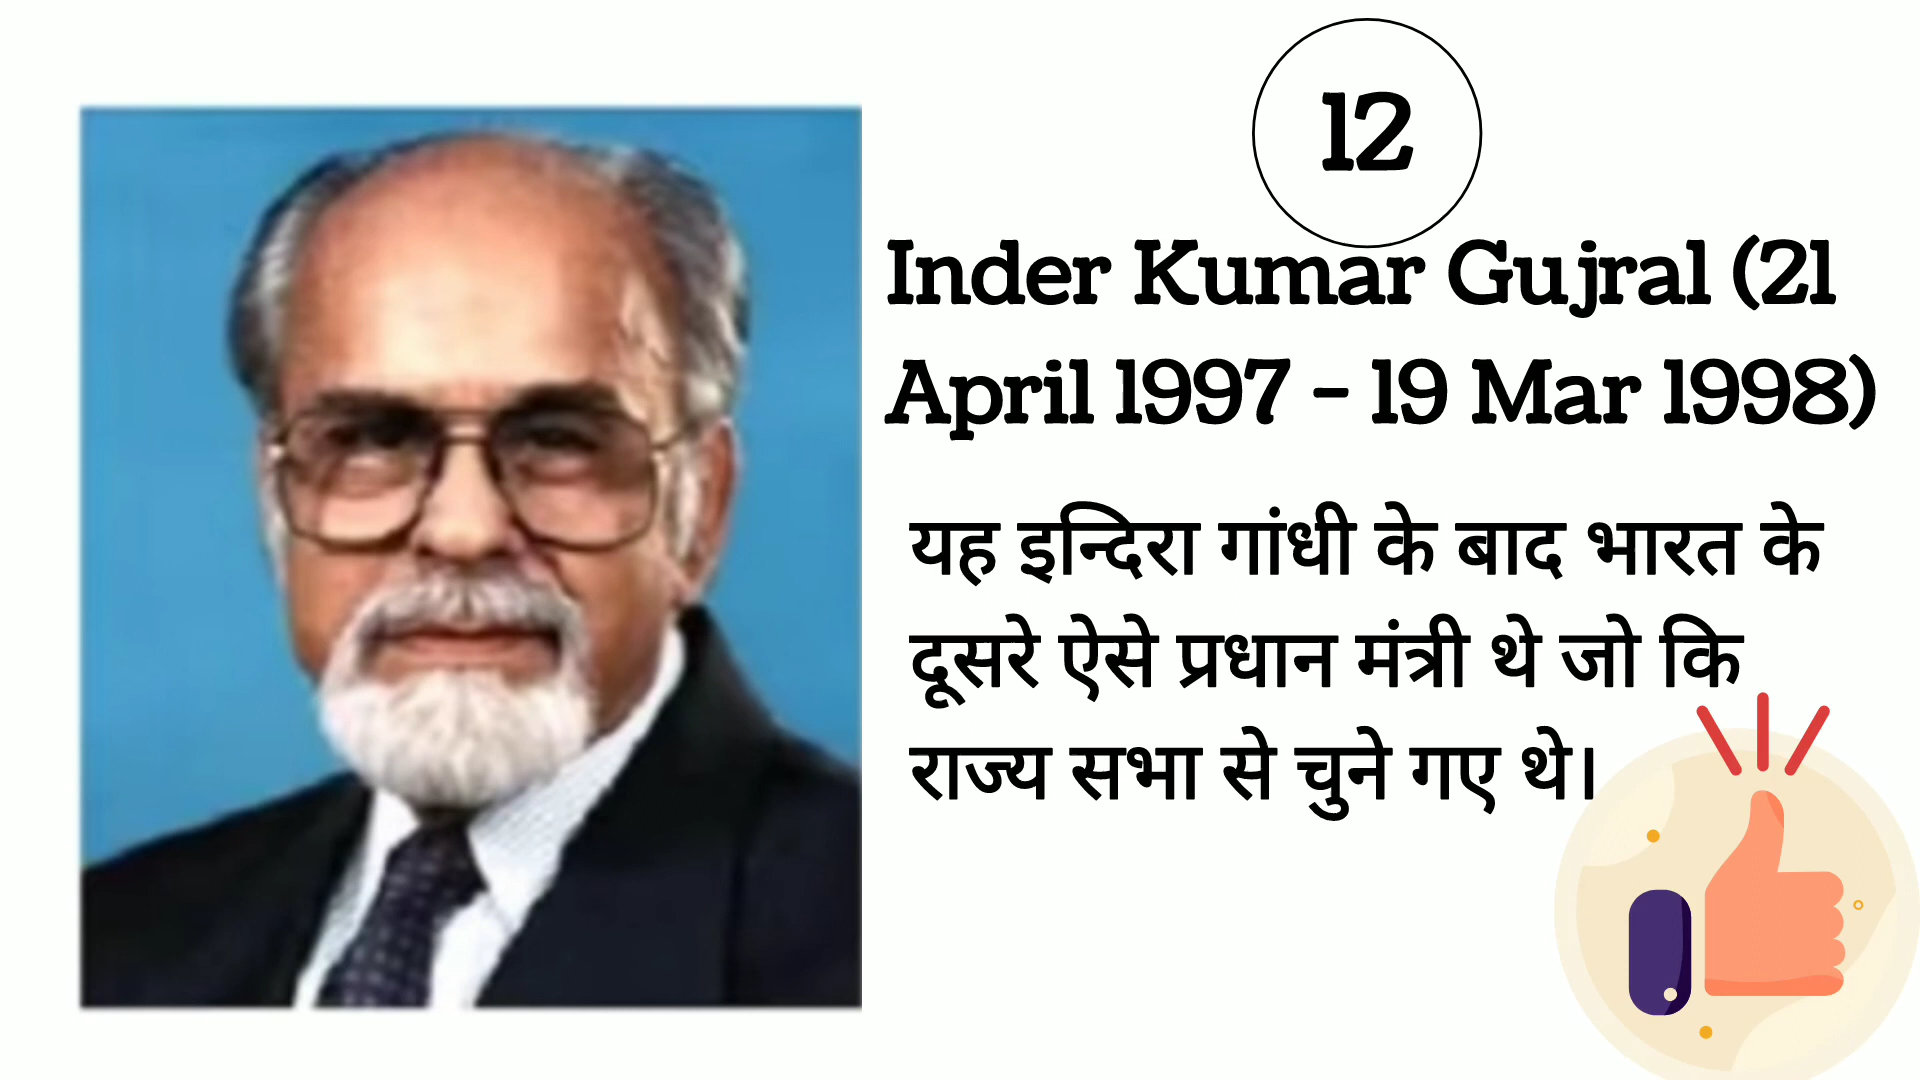 12
Inder Kumar Gujral (21
April 1997 - 19 Mar 1998)
यह इन्दिरा गांधी के बाद भारत के
दूसरे ऐसे प्रधान मंत्री थे जो कि
राज्य सभा से चुने गए थे।